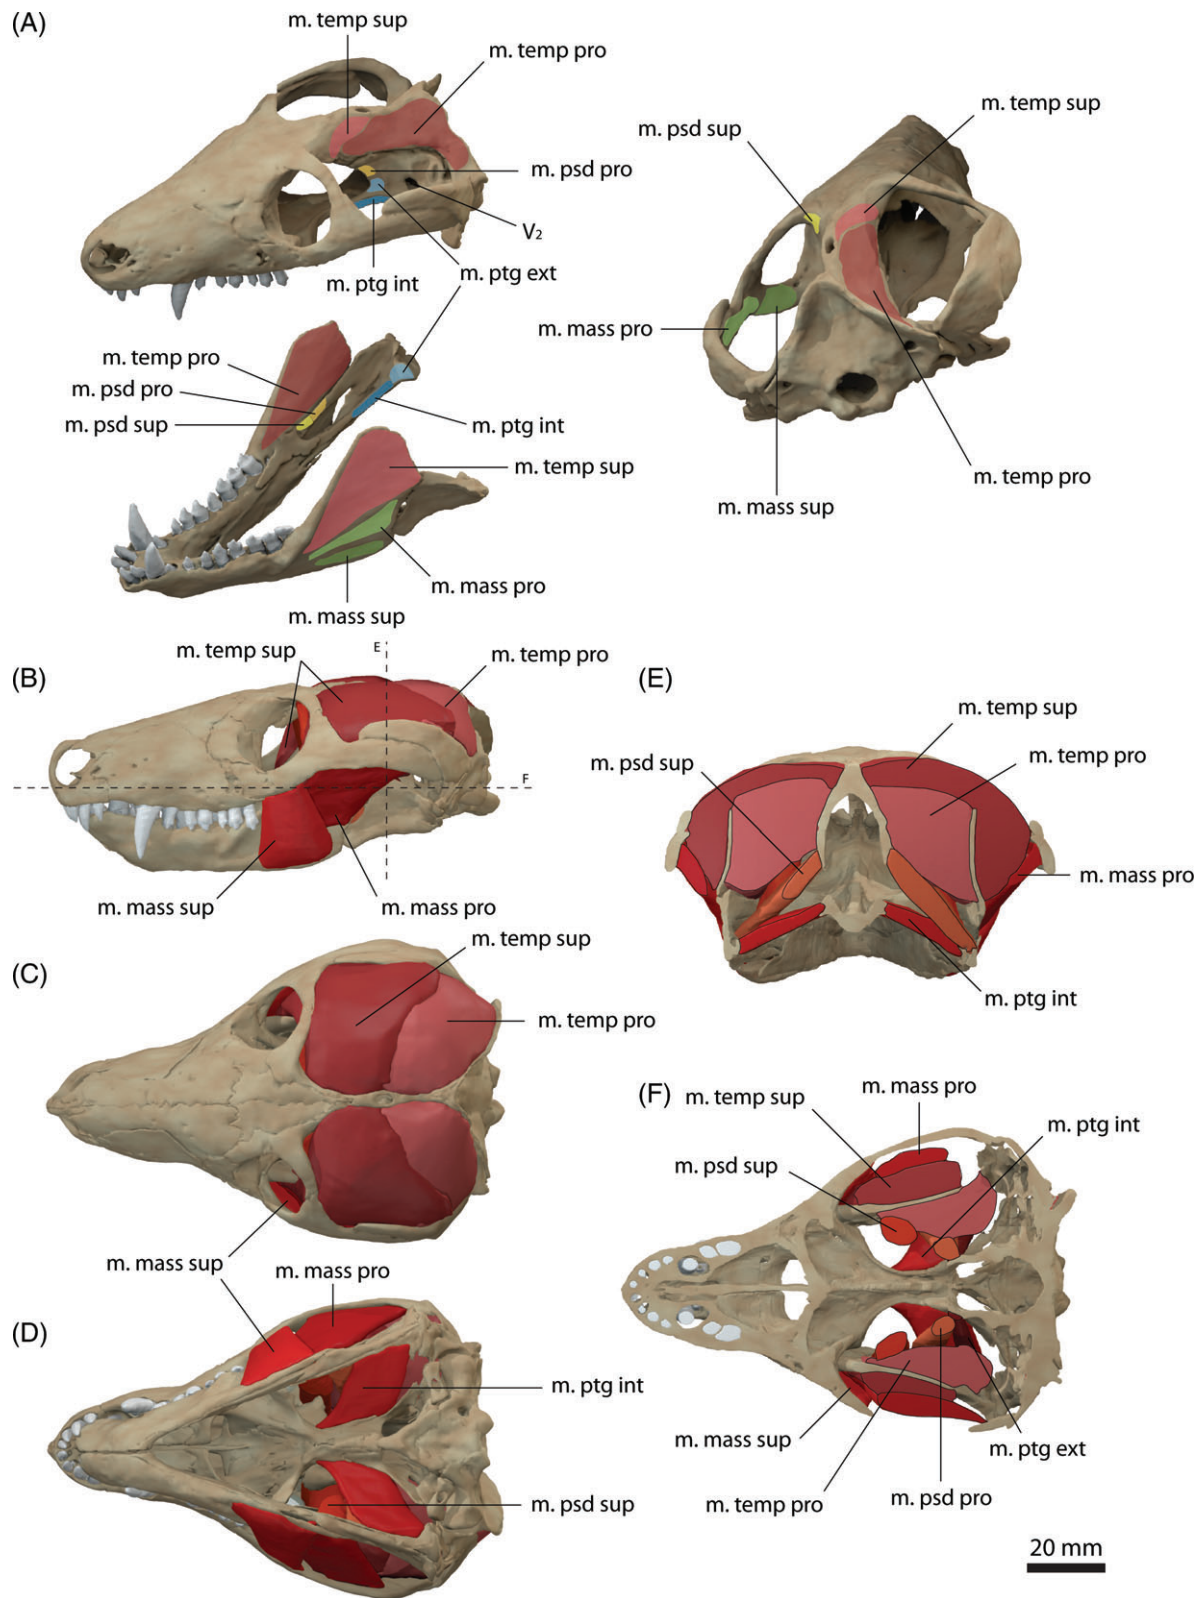 (A)
m. temp sup
m. temp pro
m. psd pro
V2
m. ptg ext
m. ptg int
m. temp pro
m. psd pro
m. psd sup
m. ptg int
m. temp sup
m. mass pro
m. mass sup
m. temp sup
m. psd sup
m. mass pro
m. mass sup
m. temp pro
(B)
m. temp sup
E
m. temp pro
F
m. mass sup
m. mass pro
(C)
m. temp sup
m. temp pro
m. mass sup
(D)
m. mass pro
m. ptg int
m. psd sup
(E)
m. temp sup
m. temp pro
m. psd sup
m. mass pro
m. ptg int
(F)
m. mass pro
m. temp sup
m. ptg int
m. psd sup
m. mass sup
m. ptg ext
m. temp pro
m. psd pro
20 mm